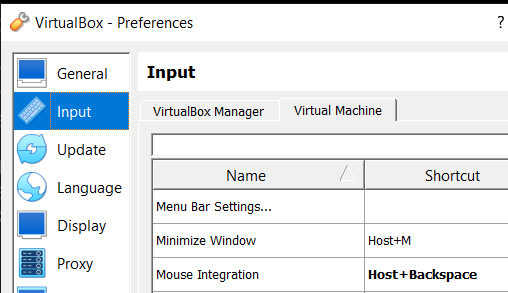 VirtualBox - Preferences ?
General
Input
Update
Language
Display
Proxy
Input
VirtualBox Manager Virtual Machine
Name Shortcut
Menu Bar Settings...
Minimize Window Host+M
Mouse Integration Host+Backspace